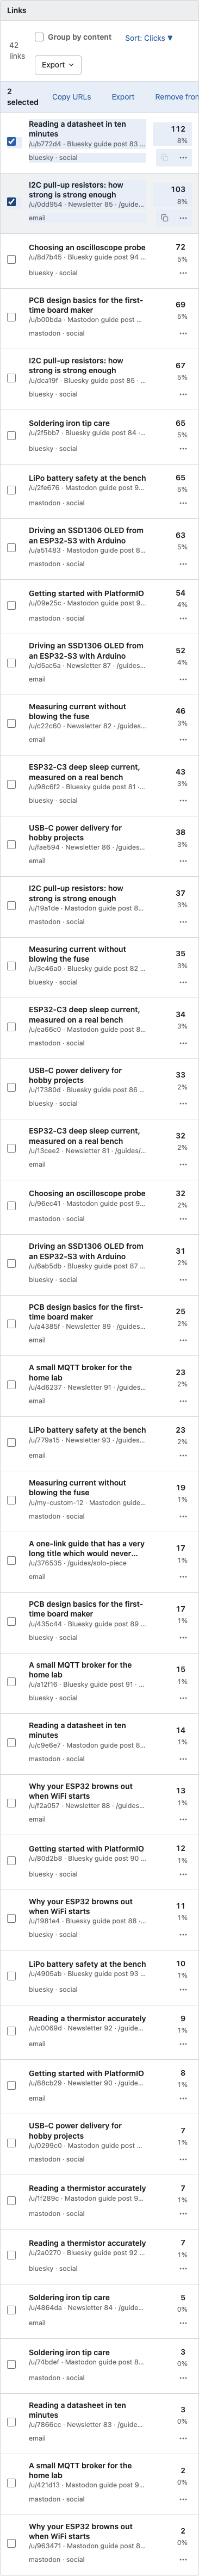 Links
42 links
Group by content
Sort: Clicks ▼
Export
2 selected
Copy URLs
Export
Remove from
Reading a datasheet in ten
minutes
/u/b772d4 · Bluesky guide post 83 ...
bluesky · social
112
8%
I2C pull-up resistors: how
strong is strong enough
/u/0dd954 · Newsletter 85 · /guide...
email
103
8%
Choosing an oscilloscope probe
/u/8d7b45 · Bluesky guide post 94 ...
bluesky · social
72
5%
PCB design basics for the first-
time board maker
/u/b00bda · Mastodon guide post ...
mastodon · social
69
5%
I2C pull-up resistors: how
strong is strong enough
/u/dca19f · Bluesky guide post 85 · ...
bluesky · social
67
5%
Soldering iron tip care
/u/2f5bb7 · Bluesky guide post 84 ·...
bluesky · social
65
5%
LiPo battery safety at the bench
/u/2fe676 · Mastodon guide post 9...
mastodon · social
65
5%
Driving an SSD1306 OLED from
an ESP32-S3 with Arduino
/u/a51483 · Mastodon guide post 8...
mastodon · social
63
5%
Getting started with PlatformIO
/u/09e25c · Mastodon guide post 9...
mastodon · social
54
4%
Driving an SSD1306 OLED from
an ESP32-S3 with Arduino
/u/d5ac5a · Newsletter 87 · /guides...
email
52
4%
Measuring current without
blowing the fuse
/u/c22c60 · Newsletter 82 · /guides...
email
46
3%
ESP32-C3 deep sleep current,
measured on a real bench
/u/98c6f2 · Bluesky guide post 81 ·...
bluesky · social
43
3%
USB-C power delivery for
hobby projects
/u/fae594 · Newsletter 86 · /guides...
email
38
3%
I2C pull-up resistors: how
strong is strong enough
/u/19a1de · Mastodon guide post 8...
mastodon · social
37
3%
Measuring current without
blowing the fuse
/u/3c46a0 · Bluesky guide post 82 ...
bluesky · social
35
3%
ESP32-C3 deep sleep current,
measured on a real bench
/u/ea66c0 · Mastodon guide post 8...
mastodon · social
34
3%
USB-C power delivery for
hobby projects
/u/17380d · Bluesky guide post 86 ...
bluesky · social
33
2%
ESP32-C3 deep sleep current,
measured on a real bench
/u/13cee2 · Newsletter 81 · /guides/...
email
32
2%
Choosing an oscilloscope probe
/u/96ec41 · Mastodon guide post 9...
mastodon · social
32
2%
Driving an SSD1306 OLED from
an ESP32-S3 with Arduino
/u/6ab5db · Bluesky guide post 87 ...
bluesky · social
31
2%
PCB design basics for the first-
time board maker
/u/a4385f · Newsletter 89 · /guides...
email
25
2%
A small MQTT broker for the
home lab
/u/4d6237 · Newsletter 91 · /guides...
email
23
2%
LiPo battery safety at the bench
/u/779a15 · Newsletter 93 · /guides...
email
23
2%
Measuring current without
blowing the fuse
/u/my-custom-12 · Mastodon guide...
mastodon · social
19
1%
A one-link guide that has a very
long title which would never...
/u/376535 · /guides/solo-piece
email
17
1%
PCB design basics for the first-
time board maker
/u/435c44 · Bluesky guide post 89 ...
bluesky · social
17
1%
A small MQTT broker for the
home lab
/u/a12f16 · Bluesky guide post 91 · ...
bluesky · social
15
1%
Reading a datasheet in ten
minutes
/u/c9e6e7 · Mastodon guide post 8...
mastodon · social
14
1%
Why your ESP32 browns out
when WiFi starts
/u/f2a057 · Newsletter 88 · /guides...
email
13
1%
Getting started with PlatformIO
/u/80d2b8 · Bluesky guide post 90 ...
bluesky · social
12
1%
Why your ESP32 browns out
when WiFi starts
/u/1981e4 · Bluesky guide post 88 ·...
bluesky · social
11
1%
LiPo battery safety at the bench
/u/4905ab · Bluesky guide post 93 ...
bluesky · social
10
1%
Reading a thermistor accurately
/u/c0069d · Newsletter 92 · /guide...
email
9
1%
Getting started with PlatformIO
/u/88cb29 · Newsletter 90 · /guide...
email
8
1%
USB-C power delivery for
hobby projects
/u/0299c0 · Mastodon guide post ...
mastodon · social
7
1%
Reading a thermistor accurately
/u/1f289c · Mastodon guide post 9...
mastodon · social
7
1%
Reading a thermistor accurately
/u/2a0270 · Bluesky guide post 92 ...
bluesky · social
7
1%
Soldering iron tip care
/u/4864da · Newsletter 84 · /guide...
email
5
0%
Soldering iron tip care
/u/74bdef · Mastodon guide post 8...
mastodon · social
3
0%
Reading a datasheet in ten
minutes
/u/7866cc · Newsletter 83 · /guide...
email
3
0%
A small MQTT broker for the
home lab
/u/421d13 · Mastodon guide post 9...
mastodon · social
2
0%
Why your ESP32 browns out
when WiFi starts
/u/963471 · Mastodon guide post 8...
mastodon · social
2
0%